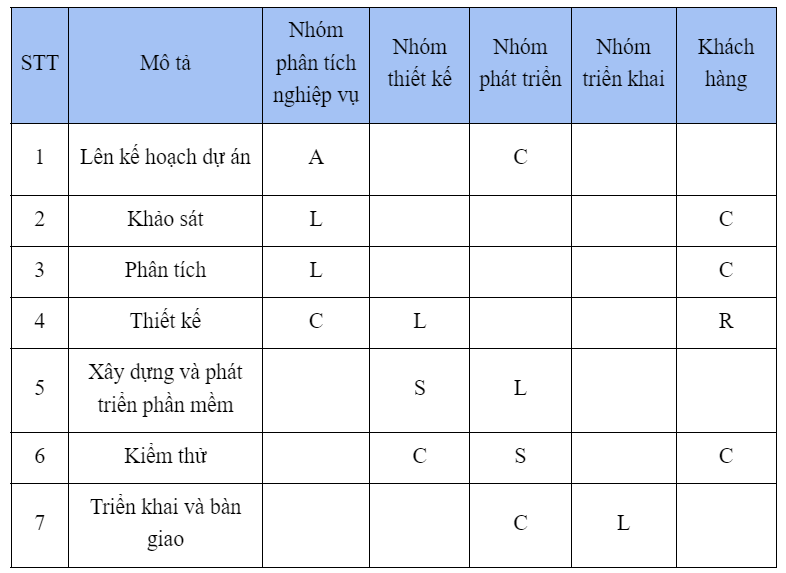 STT Mô tả Nhóm phân tích nghiệp vụ Nhóm thiết kế Nhóm phát triển Nhóm triển khai Khách hàng
1 Lên kế hoạch dự án A C
2 Khảo sát L C
3 Phân tích L C
4 Thiết kế C L R
5 Xây dựng và phát triển phần mềm S L
6 Kiểm thử C S C
7 Triển khai và bàn giao C L